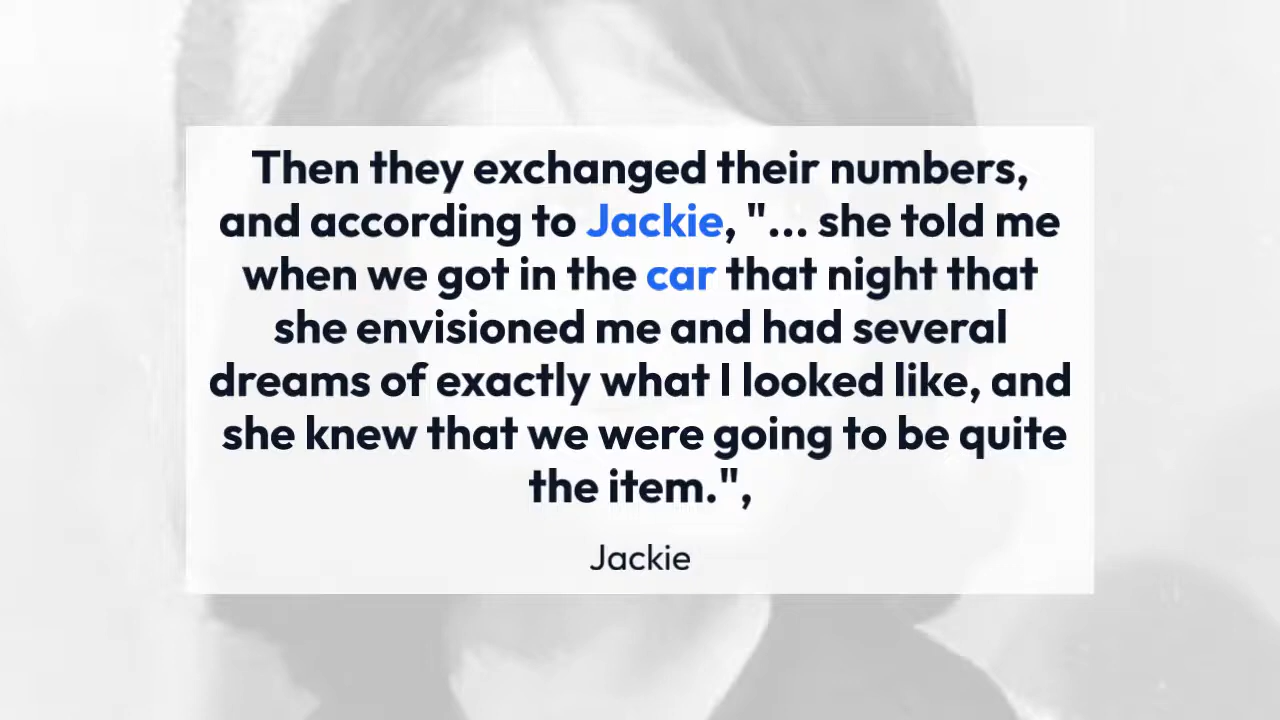 Then they exchanged their numbers,
and according to Jackie, "... she told me
when we got in the car that night that
she envisioned me and had several
dreams of exactly what I looked like, and
she knew that we were going to be quite
the item.",
Jackie